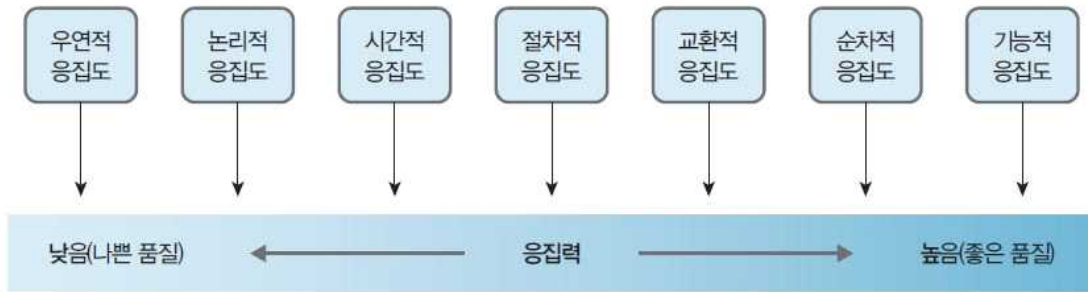 우연적
응집도
논리적
응집도
시간적
응집도
절차적
응집도
교환적
응집도
순차적
응집도
기능적
응집도
낮음(나쁜 품질)
응집력
높음(좋은 품질)